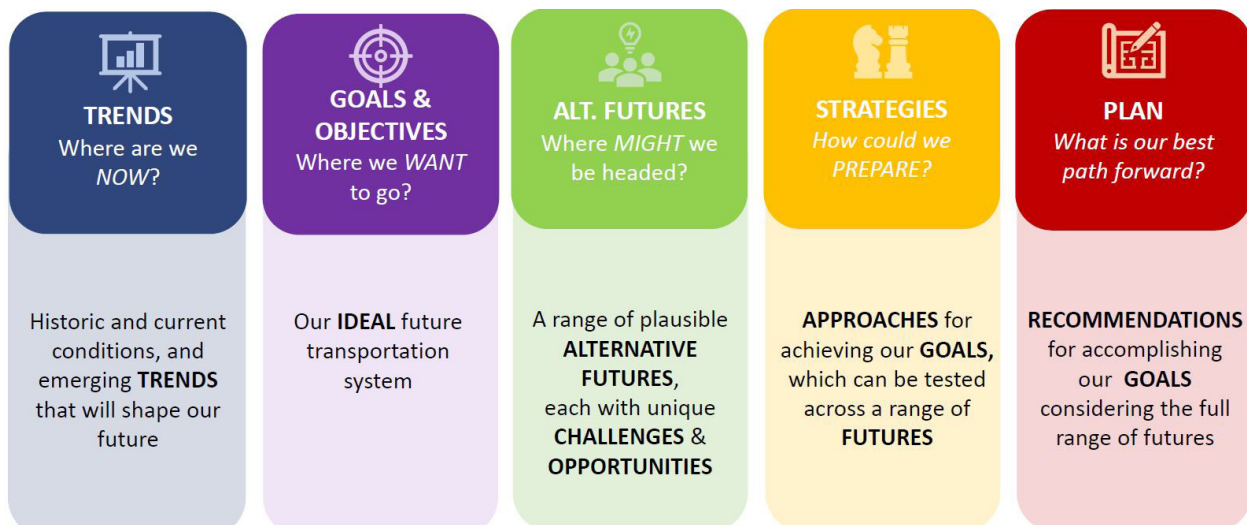 TRENDS
Where are we
NOW?
Historic and current
conditions, and
emerging TRENDS
that will shape our
future
GOALS &
OBJECTIVES
Where we WANT
to go?
Our IDEAL future
transportation
system
ALT. FUTURES
Where MIGHT we
be headed?
A range of plausible
ALTERNATIVE
FUTURES,
each with unique
CHALLENGES &
OPPORTUNITIES
STRATEGIES
How could we
PREPARE?
APPROACHES for
achieving our GOALS,
which can be tested
across a range of
FUTURES
PLAN
What is our best
path forward?
RECOMMENDATIONS
for accomplishing
our GOALS
considering the full
range of futures